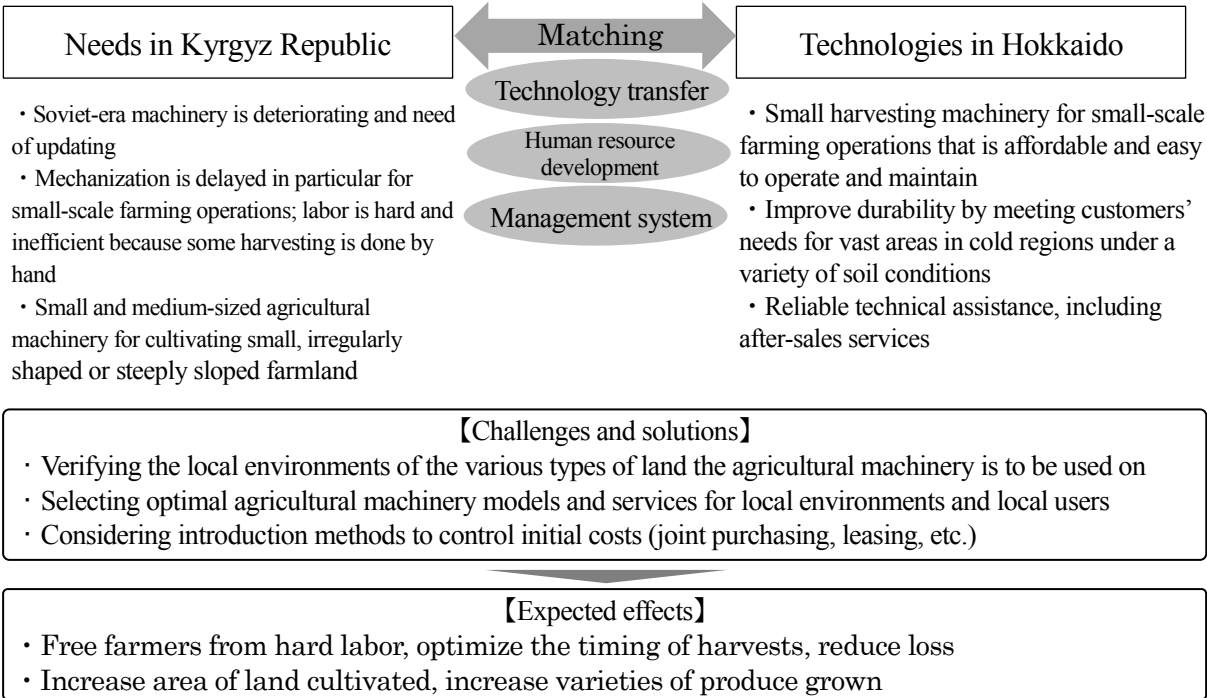 Needs in Kyrgyz Republic
Matching
Technologies in Hokkaido
Technology transfer
Human resource
development
Management system
・Soviet-era machinery is deteriorating and need
of updating
・Mechanization is delayed in particular for
small-scale farming operations; labor is hard and
inefficient because some harvesting is done by
hand
・Small and medium-sized agricultural
machinery for cultivating small, irregularly
shaped or steeply sloped farmland
・Small harvesting machinery for small-scale
farming operations that is affordable and easy
to operate and maintain
・Improve durability by meeting customers’
needs for vast areas in cold regions under a
variety of soil conditions
・Reliable technical assistance, including
after-sales services
【Challenges and solutions】
・Verifying the local environments of the various types of land the agricultural machinery is to be used on
・Selecting optimal agricultural machinery models and services for local environments and local users
・Considering introduction methods to control initial costs (joint purchasing, leasing, etc.)
【Expected effects】
・Free farmers from hard labor, optimize the timing of harvests, reduce loss
・Increase area of land cultivated, increase varieties of produce grown